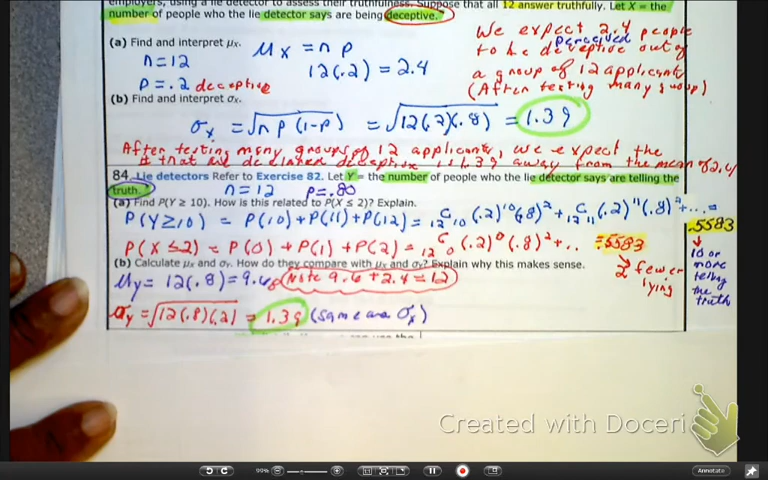 employers, using a lie detector to assess their truthfulness. Suppose that all 12 answer truthfully. Let X = the
number of people who the lie detector says are being deceptive.
(a) Find and interpret μx.
μx = n p
n = 12
12(.2) = 2.4
p = .2 deceptive
We expect 2.4 people
to be perceived deceptive out of
a group of 12 applicants
(After testing many groups)
(b) Find and interpret σx.
σx = √n p (1-p) = √12(.2)(.8) = 1.39
After testing many groups of 12 applicants, we expect the
# that are declared deceptive is 1.39 away from the mean of 2.4
84. Lie detectors Refer to Exercise 82. Let Y = the number of people who the lie detector says are telling the
truth. n = 12 p = .80
(a) Find P(Y ≥ 10). How is this related to P(X ≤ 2)? Explain.
P(Y ≥ 10) = P(10) + P(11) + P(12) = 12C10 (.2)^10 (.8)^2 + 12C11 (.2)^11 (.8)^ + ... =
.5583
P(X ≤ 2) = P(0) + P(1) + P(2) = 12C0 (.2)^0 (.8)^2 + .. = .5583
10 or
more
telling
the
truth
2 fewer
lying
(b) Calculate μY and σY. How do they compare with μx and σx? Explain why this makes sense.
μy = 12(.8) = 9.6 (Note 9.6 + 2.4 = 12
σy = √12(.8)(.2) = 1.39 (same as σx)
Created with Doceri
99%
Annotate